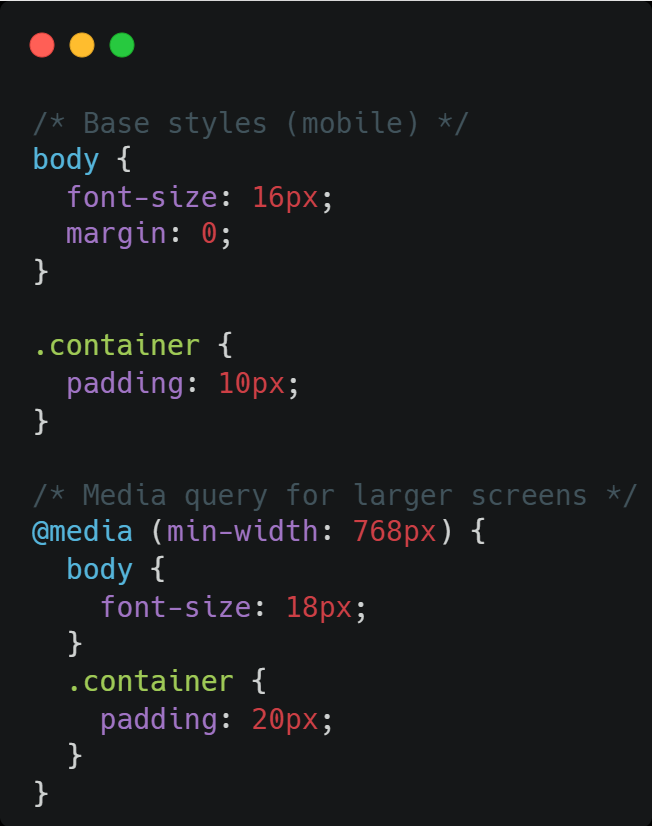 /* Base styles (mobile) */
body {
  font-size: 16px;
  margin: 0;
}

.container {
  padding: 10px;
}

/* Media query for larger screens */
@media (min-width: 768px) {
  body {
    font-size: 18px;
  }
  .container {
    padding: 20px;
  }
}